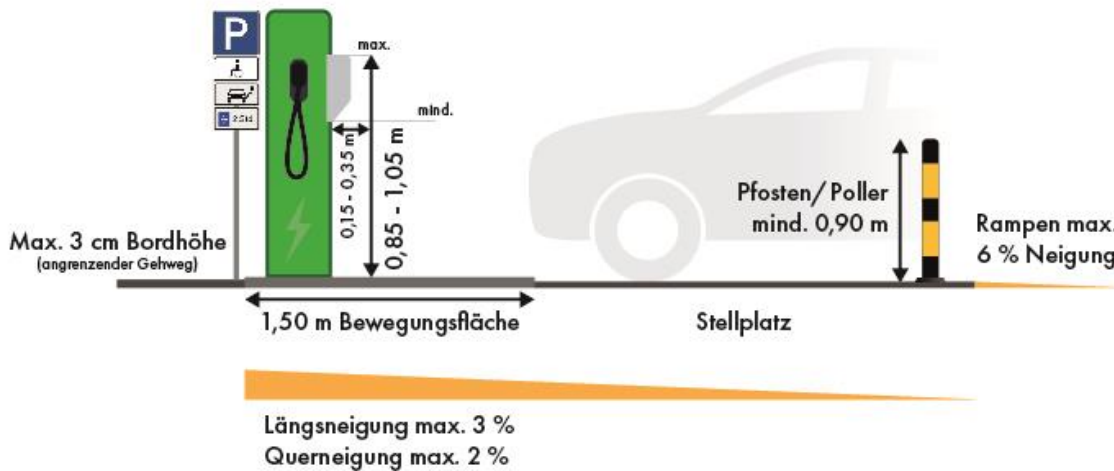 P
max.
mind.
0,15 - 0,35 m
0,85 - 1,05 m
Max. 3 cm Bordhöhe
(angrenzender Gehweg)
Pfosten/Poller
mind. 0,90 m
Rampen max.
6 % Neigung
1,50 m Bewegungsfläche
Stellplatz
Längsneigung max. 3 %
Querneigung max. 2 %